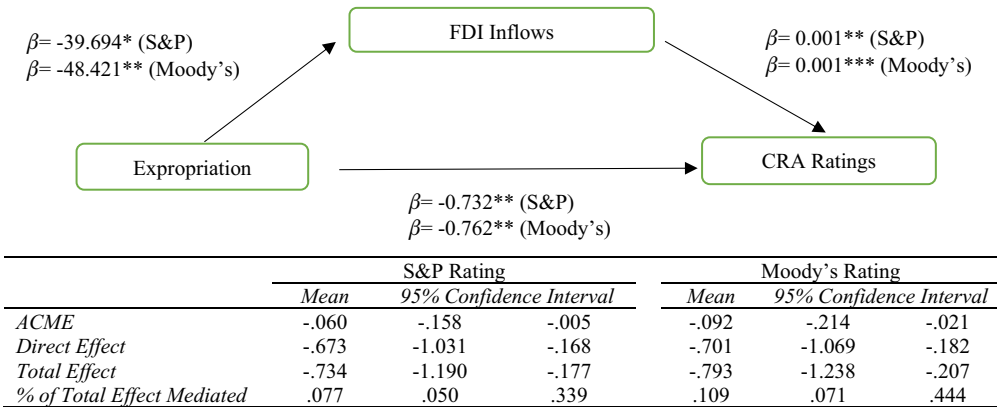 FDI Inflows
β= -39.694* (S&P)
β= -48.421** (Moody’s)
β= 0.001** (S&P)
β= 0.001*** (Moody’s)
Expropriation
CRA Ratings
β= -0.732** (S&P)
β= -0.762** (Moody’s)
S&P Rating Moody’s Rating
Mean 95% Confidence Interval Mean 95% Confidence Interval
ACME -.060 -.158 -.005 -.092 -.214 -.021
Direct Effect -.673 -1.031 -.168 -.701 -1.069 -.182
Total Effect -.734 -1.190 -.177 -.793 -1.238 -.207
% of Total Effect Mediated .077 .050 .339 .109 .071 .444